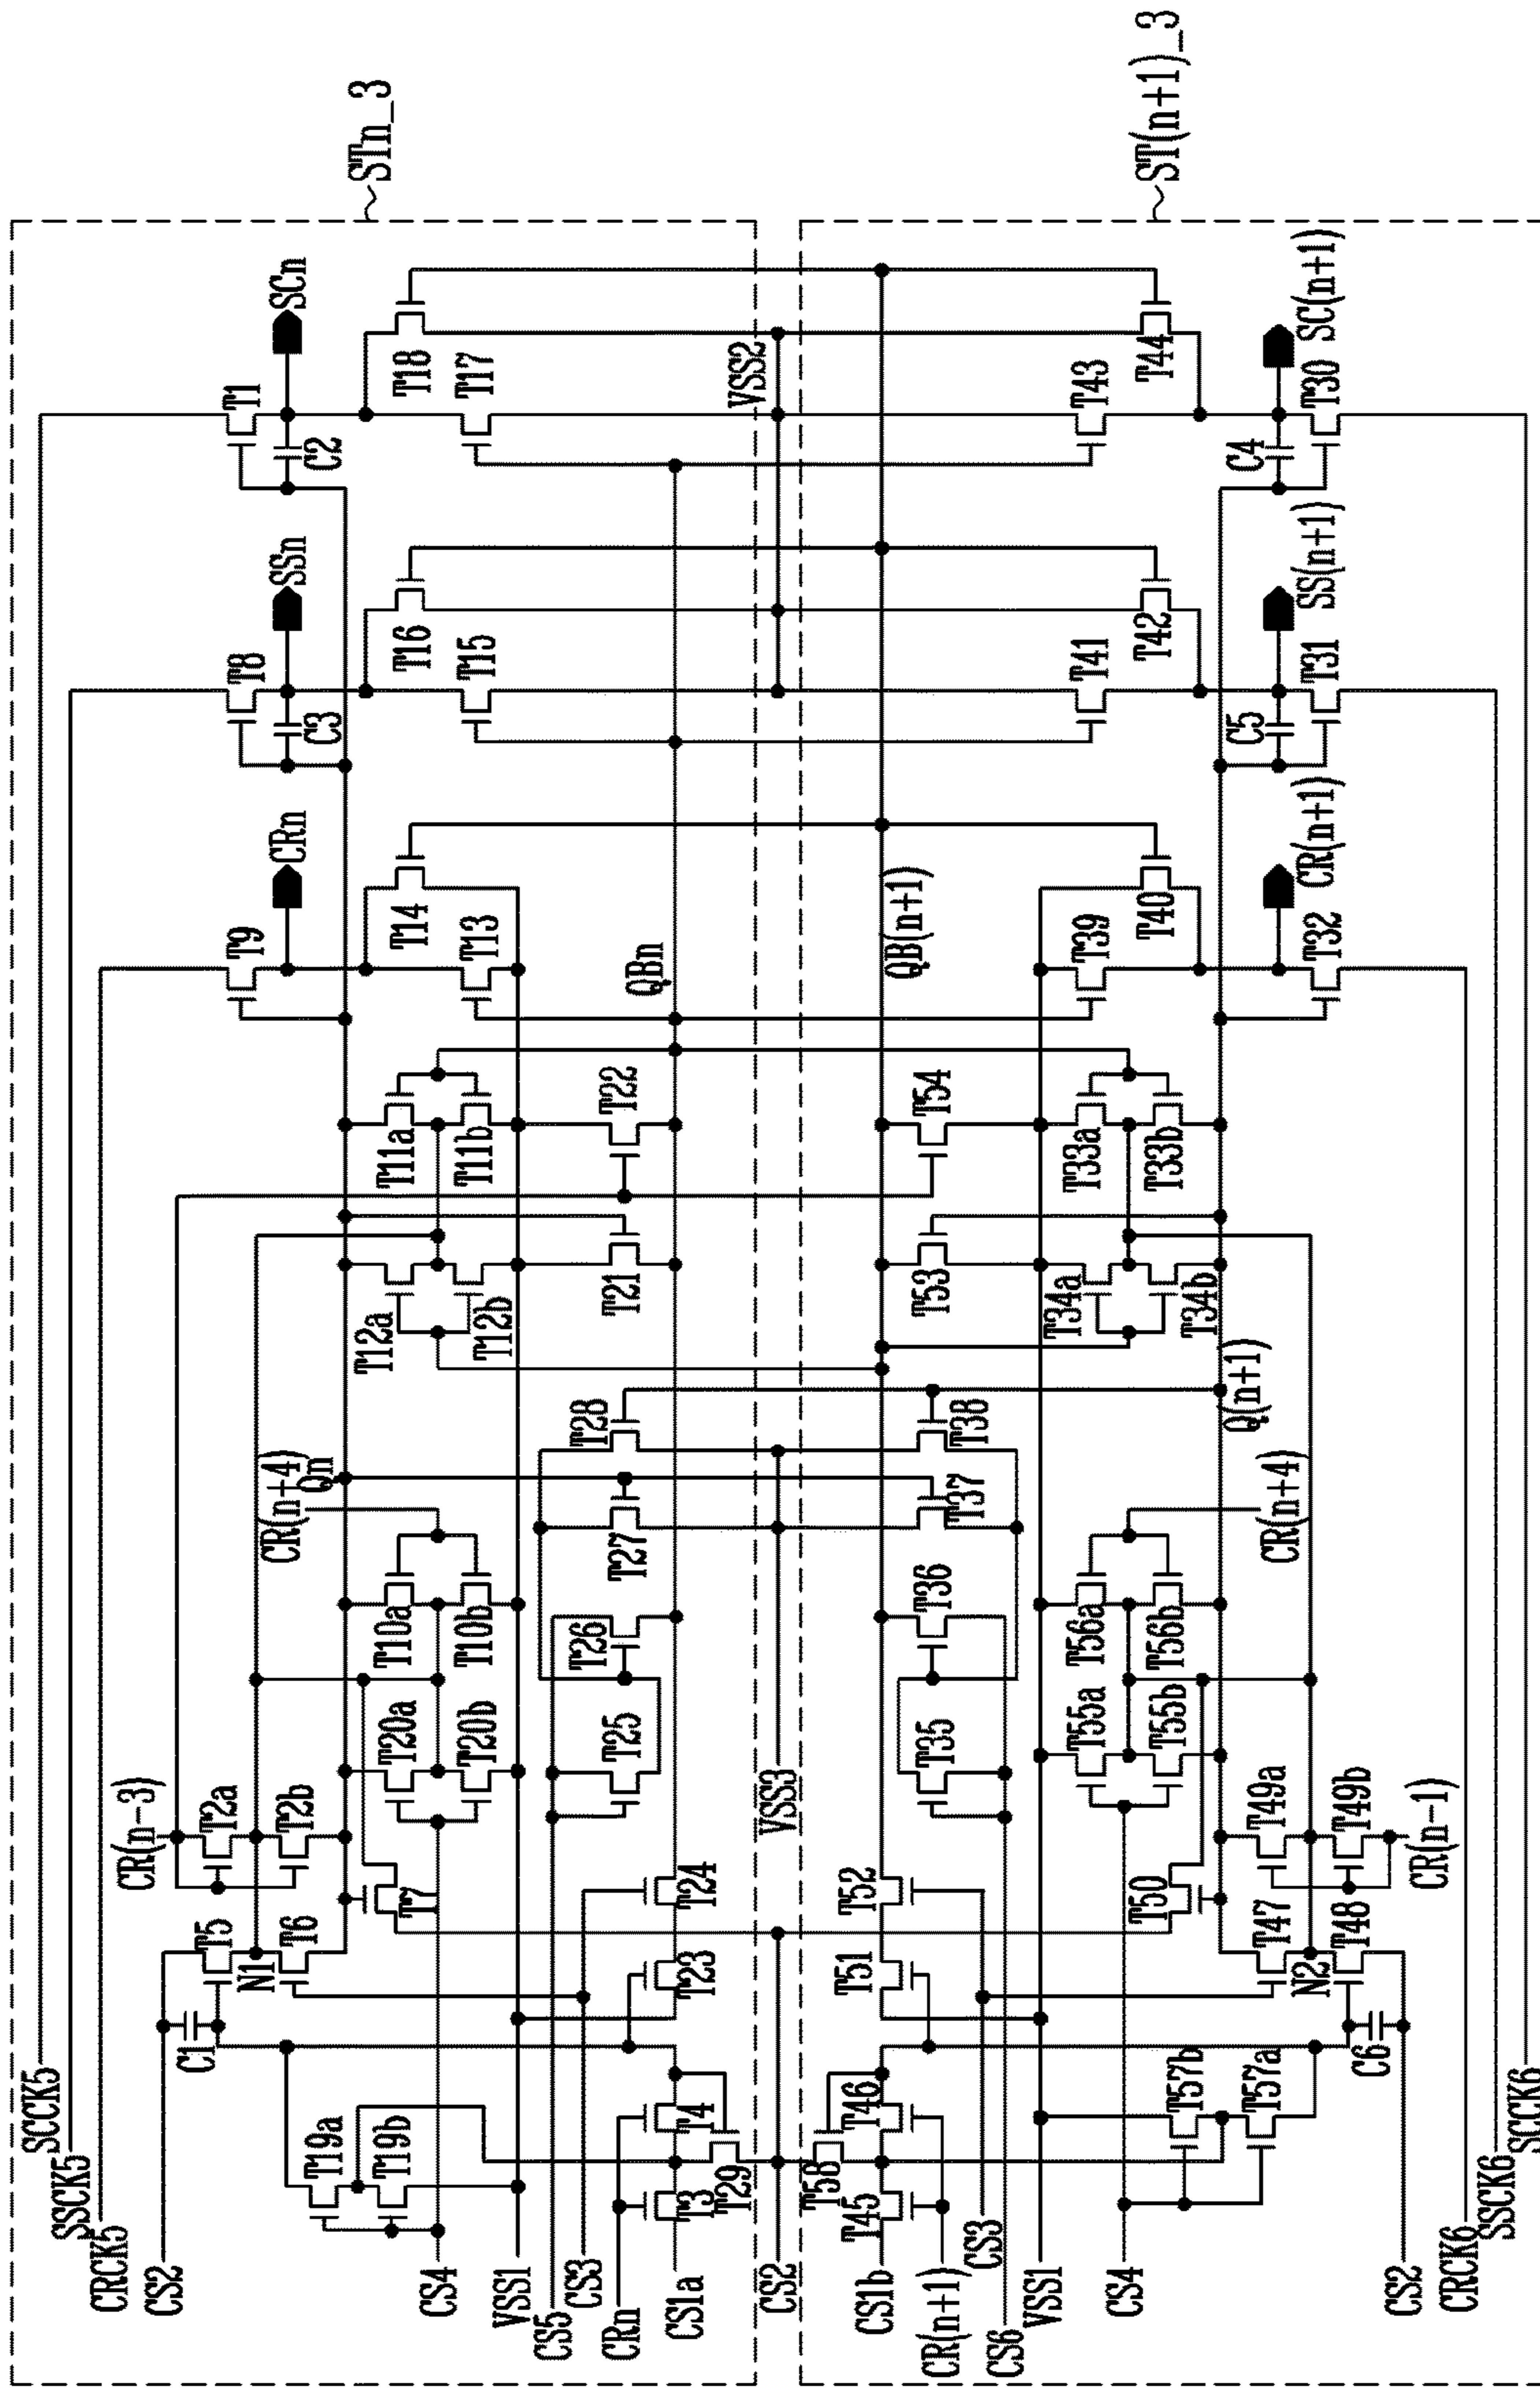 STn_3
ST(n+1)_3
SCn
T1
C2
T18
T17
VSS2
T43
T44
C4
SC(n+1)
T30
SSn
T8
C3
T16
T15
T41
T42
C5
SS(n+1)
T31
CRn
T9
T14
T13
QBn
QB(n+1)
T39
T40
CR(n+1)
T32
T11a
T11b
T22
T54
T33a
T33b
T12a
T12b
T21
T53
T34a
T34b
Q(n+1)
T28
T38
CR(n+4)
Qn
T27
T37
CR(n+4)
T10a
T10b
T26
T36
T56a
T56b
T20a
T20b
T25
VSS3
T35
T55a
T55b
CR(n-3)
T2a
T2b
T7
T24
T52
T50
T49a
T49b
CR(n-1)
T5
N1
T6
T23
T51
T47
N2
T48
C1
C6
SCCK5
SSCK5
CRCK5
CS2
T19a
T19b
T4
T29
T3
T46
T58
T45
T57b
T57a
CS4
VSS1
CS5
CS3
CRn
CS1a
CS2
CS1b
CR(n+1)
CS3
CS6
VSS1
CS4
CS2
CRCK6
SSCK6
SCCK6